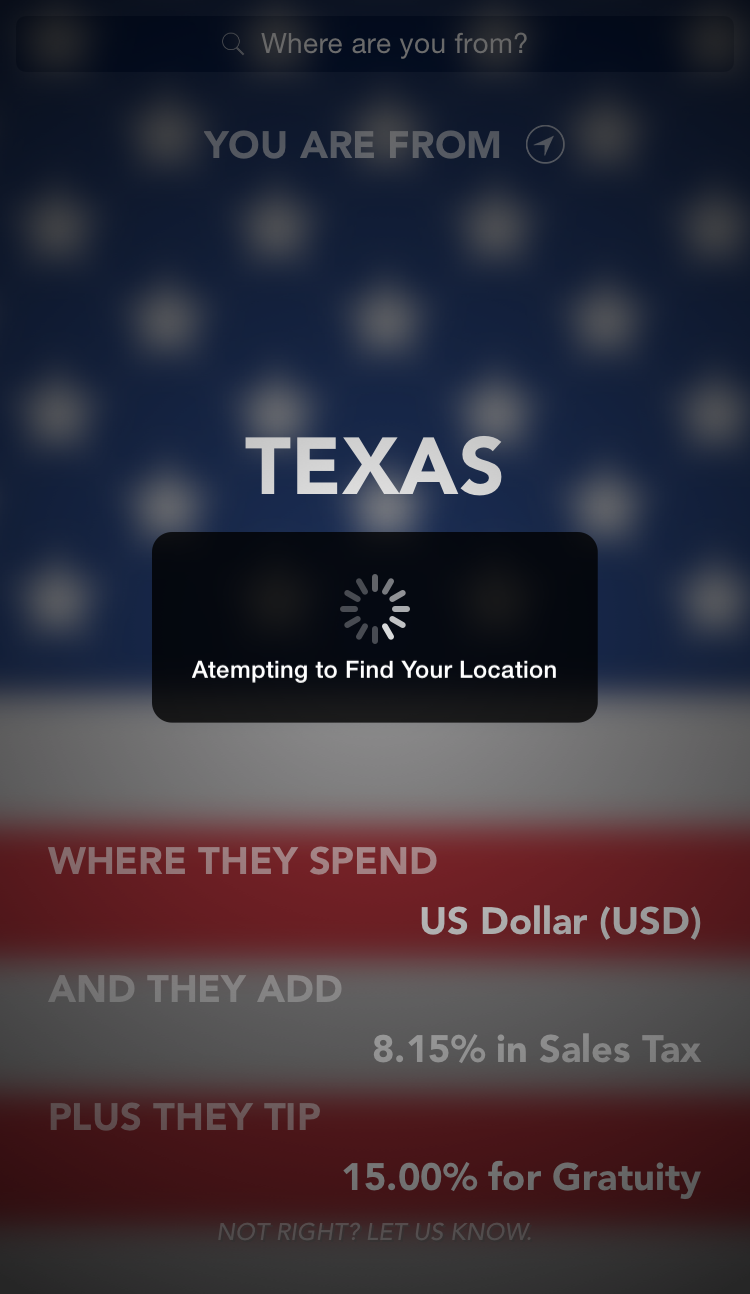 Where are you from?
YOU ARE FROM
TEXAS
Atempting to Find Your Location
WHERE THEY SPEND
US Dollar (USD)
AND THEY ADD
8.15% in Sales Tax
PLUS THEY TIP
15.00% for Gratuity
NOT RIGHT? LET US KNOW.